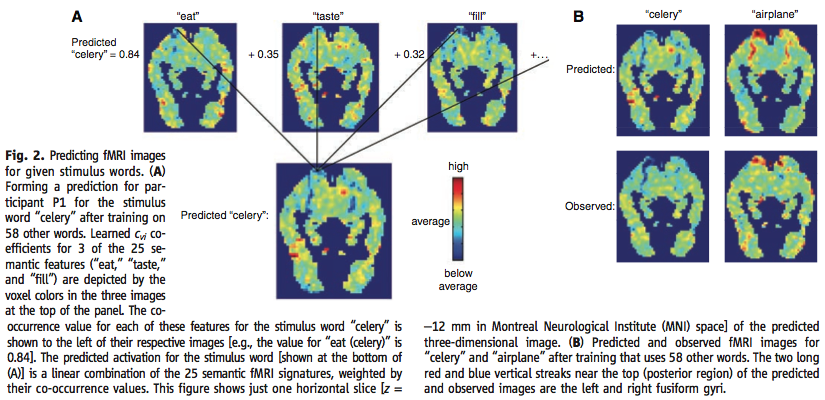 A
"eat"
"taste"
"fill"
Predicted
"celery" = 0.84
+ 0.35
+ 0.32
+...
Predicted "celery":
high
average
below
average
B
"celery"
"airplane"
Predicted:
Observed:
Fig. 2. Predicting fMRI images
for given stimulus words. (A)
Forming a prediction for par-
ticipant P1 for the stimulus
word "celery" after training on
58 other words. Learned cvi co-
efficients for 3 of the 25 se-
mantic features ("eat," "taste,"
and "fill") are depicted by the
voxel colors in the three images
at the top of the panel. The co-
occurrence value for each of these features for the stimulus word "celery" is
shown to the left of their respective images [e.g., the value for "eat (celery)" is
0.84]. The predicted activation for the stimulus word [shown at the bottom of
(A)] is a linear combination of the 25 semantic fMRI signatures, weighted by
their co-occurrence values. This figure shows just one horizontal slice [z =
−12 mm in Montreal Neurological Institute (MNI) space] of the predicted
three-dimensional image. (B) Predicted and observed fMRI images for
"celery" and "airplane" after training that uses 58 other words. The two long
red and blue vertical streaks near the top (posterior region) of the predicted
and observed images are the left and right fusiform gyri.